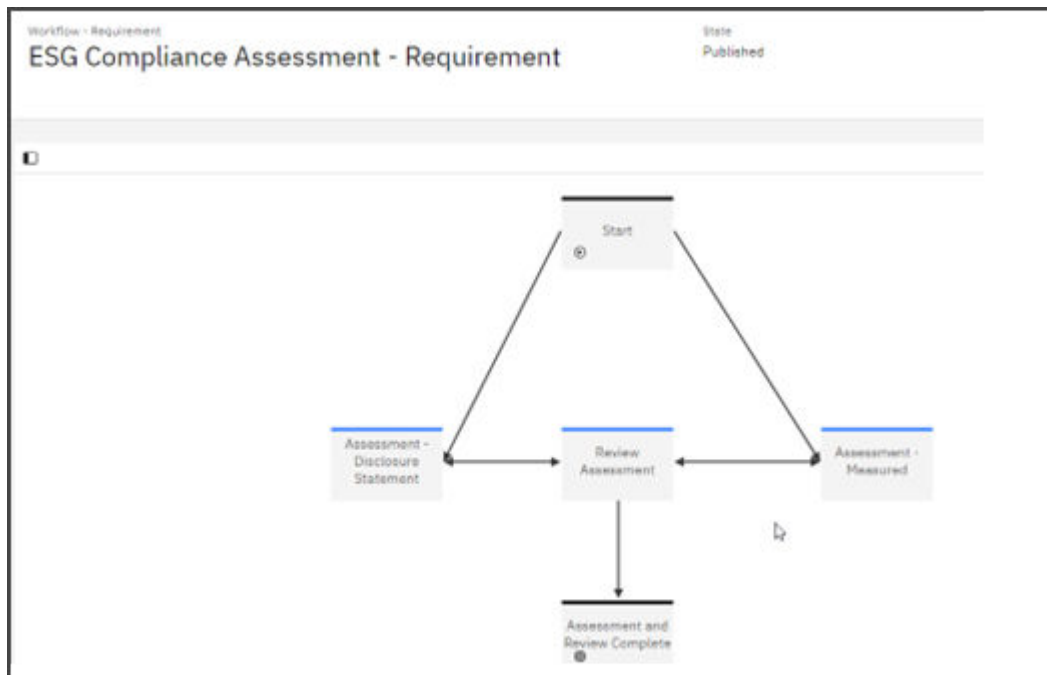 Workflow - Requirement
ESG Compliance Assessment - Requirement
State
Published
Start
Assessment -
Disclosure
Statement
Review
Assessment
Assessment -
Measured
Assessment and
Review Complete